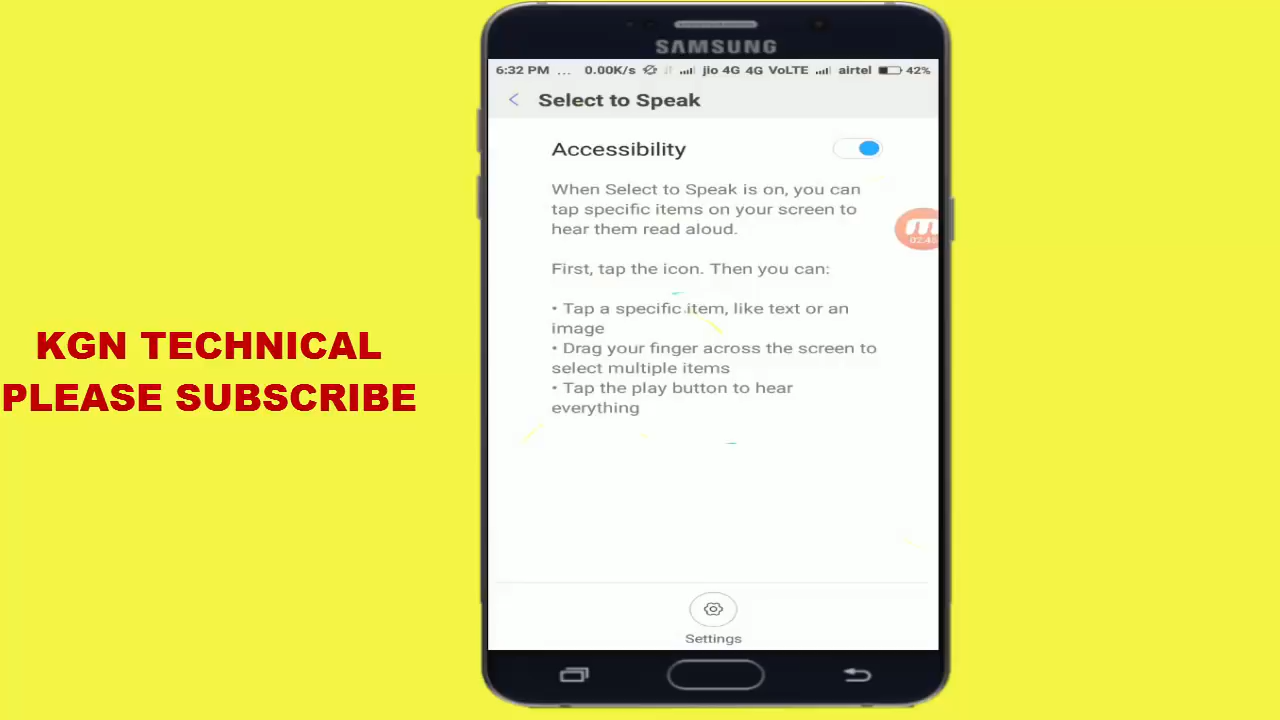 SAMSUNG
6:32 PM ... 0.00K/s jio 4G 4G VoLTE airtel 42%
Select to Speak
Accessibility
When Select to Speak is on, you can
tap specific items on your screen to
hear them read aloud.
02:45
First, tap the icon. Then you can:
• Tap a specific item, like text or an
image
• Drag your finger across the screen to
select multiple items
• Tap the play button to hear
everything
Settings
KGN TECHNICAL
PLEASE SUBSCRIBE